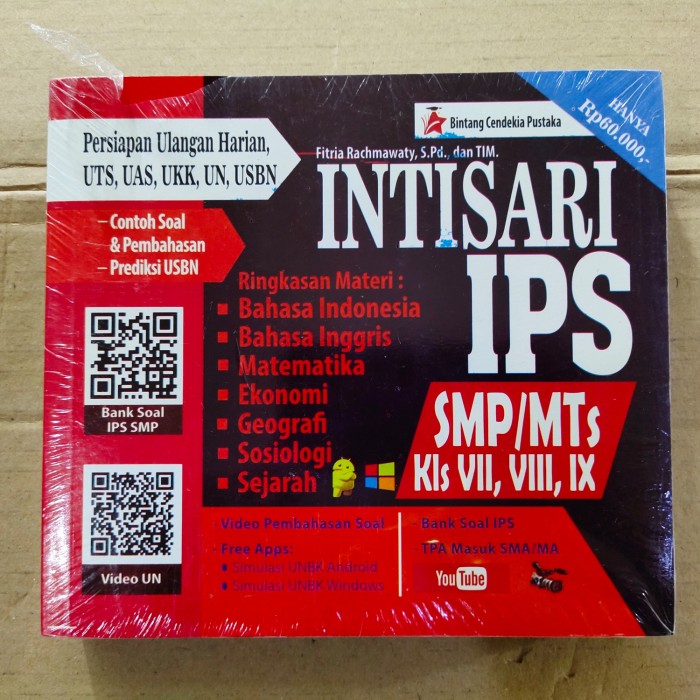 Bintang Cendekia Pustaka
HANYA
Rp60.000,-
Persiapan Ulangan Harian,
UTS, UAS, UKK, UN, USBN
Fitria Rachmawaty, S.Pd., dan TIM.
INTISARI
IPS
– Contoh Soal
& Pembahasan
– Prediksi USBN
Ringkasan Materi :
▪ Bahasa Indonesia
▪ Bahasa Inggris
▪ Matematika
▪ Ekonomi
▪ Geografi
▪ Sosiologi
▪ Sejarah
SMP/MTs
Kls VII, VIII, IX
Bank Soal
IPS SMP
Video UN
- Video Pembahasan Soal
- Free Apps:
• Simulasi UNBK Android
• Simulasi UNBK Windows
- Bank Soal IPS
- TPA Masuk SMA/MA
YouTube